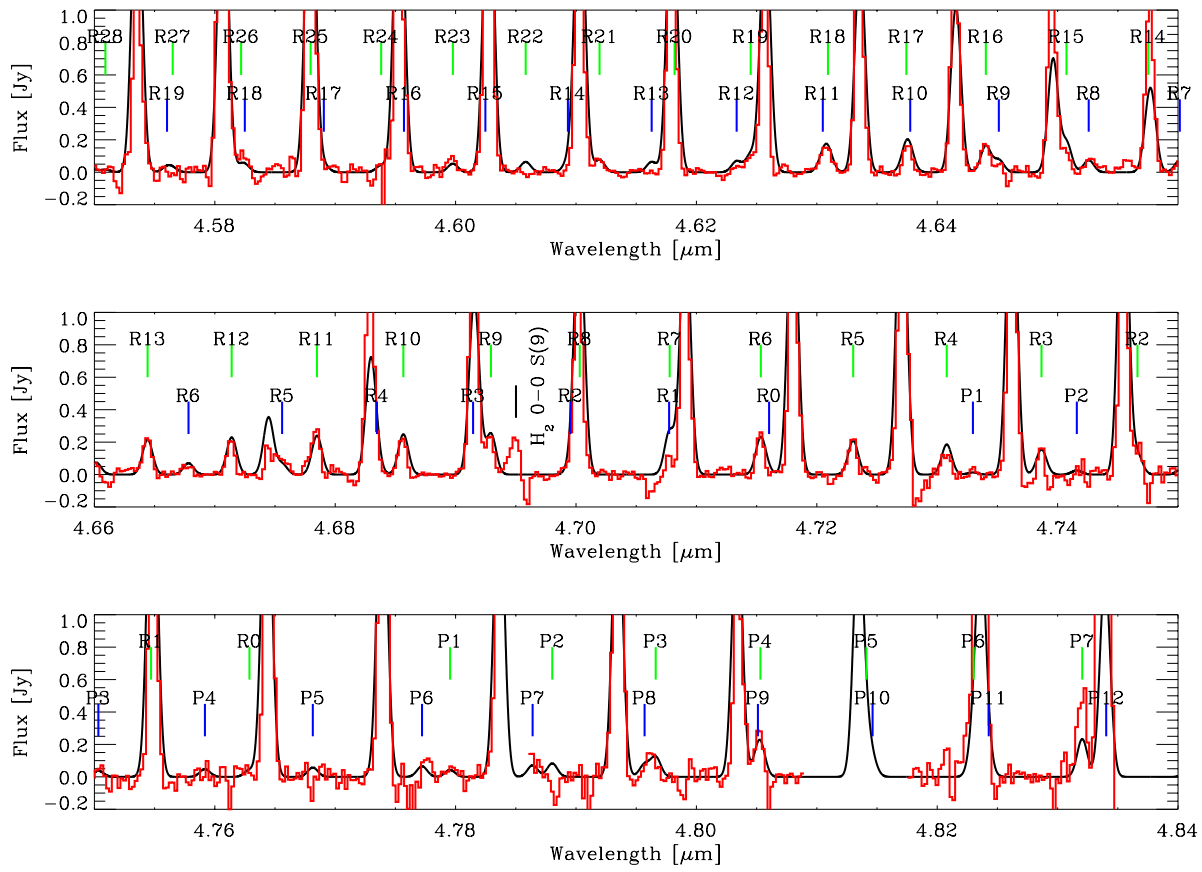 1.0
0.8
0.6
0.4
0.2
0.0
−0.2
Flux [Jy]
R28 R27 R26 R25 R24 R23 R22 R21 R20 R19 R18 R17 R16 R15 R14
R19 R18 R17 R16 R15 R14 R13 R12 R11 R10 R9 R8 R7
4.58 4.60 4.62 4.64
Wavelength [μm]
1.0
0.8
0.6
0.4
0.2
0.0
−0.2
Flux [Jy]
R13 R12 R11 R10 R9 R8 R7 R6 R5 R4 R3 R2
R6 R5 R4 R3 R2 R1 R0 P1 P2
H₂ 0−0 S(9)
4.66 4.68 4.70 4.72 4.74
Wavelength [μm]
1.0
0.8
0.6
0.4
0.2
0.0
−0.2
Flux [Jy]
R1 R0 P1 P2 P3 P4 P5 P6 P7
P3 P4 P5 P6 P7 P8 P9 P10 P11 P12
4.76 4.78 4.80 4.82 4.84
Wavelength [μm]